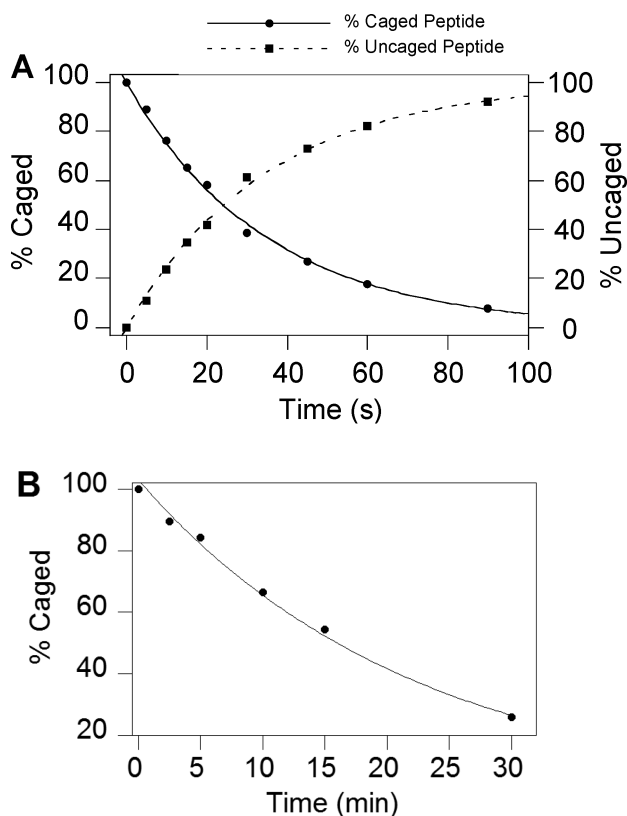 % Caged Peptide
% Uncaged Peptide
A
100
80
60
40
20
0
% Caged
100
80
60
40
20
0
% Uncaged
0 20 40 60 80 100
Time (s)
B
100
80
60
40
20
% Caged
0 5 10 15 20 25 30
Time (min)